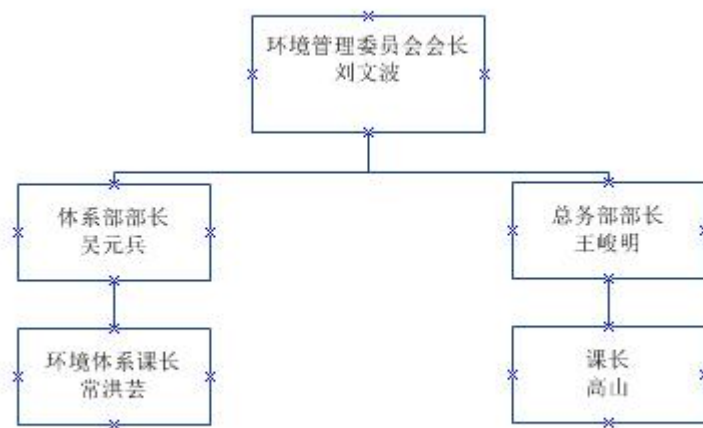 环境管理委员会会长
刘文波
体系部部长
吴元兵
总务部部长
王峻明
环境体系课长
常洪芸
课长
高山